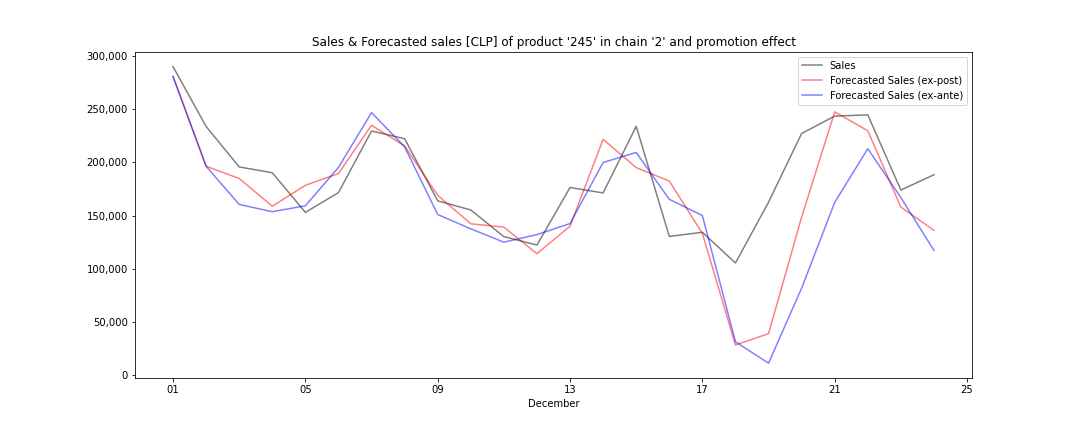 Sales & Forecasted sales [CLP] of product '245' in chain '2' and promotion effect
Sales
Forecasted Sales (ex-post)
Forecasted Sales (ex-ante)
300,000
250,000
200,000
150,000
100,000
50,000
0
01 05 09 13 17 21 25
December